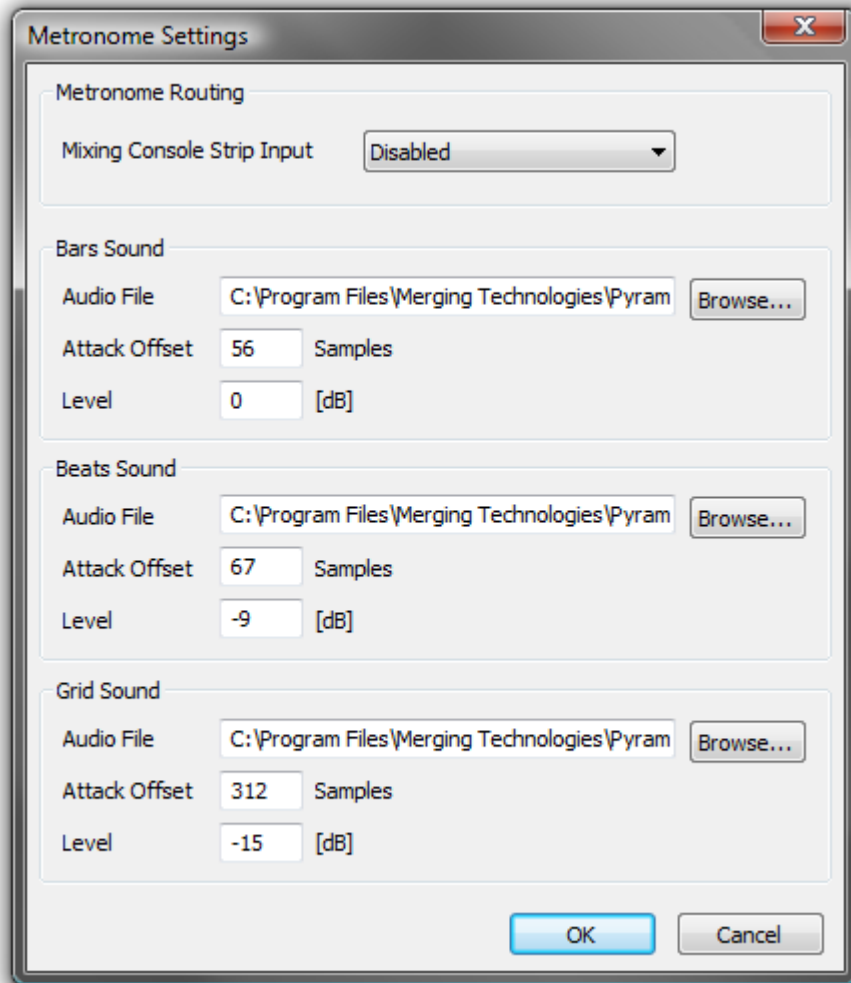 Metronome Settings
Metronome Routing
Mixing Console Strip Input Disabled
Bars Sound
Audio File C:\Program Files\Merging Technologies\Pyram Browse...
Attack Offset 56 Samples
Level 0 [dB]
Beats Sound
Audio File C:\Program Files\Merging Technologies\Pyram Browse...
Attack Offset 67 Samples
Level -9 [dB]
Grid Sound
Audio File C:\Program Files\Merging Technologies\Pyram Browse...
Attack Offset 312 Samples
Level -15 [dB]
OK Cancel